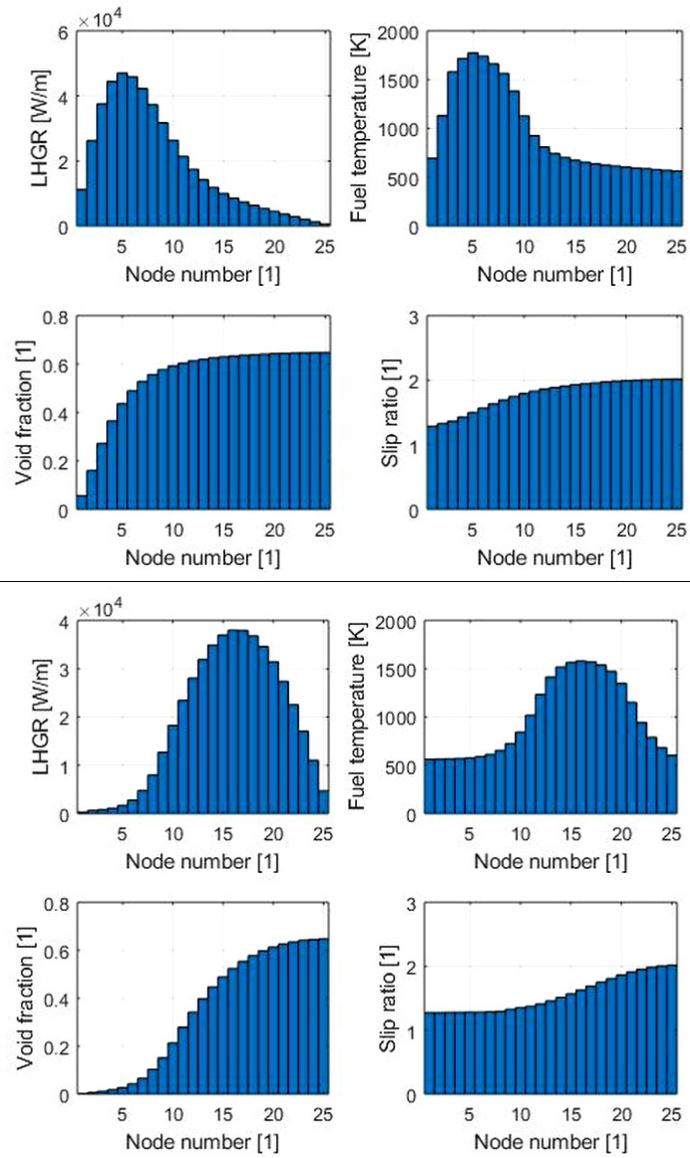 ×10⁴
6
4
2
0
LHGR [W/m]
5 10 15 20 25
Node number [1]
2000
1500
1000
500
0
Fuel temperature [K]
5 10 15 20 25
Node number [1]
0.8
0.6
0.4
0.2
0
Void fraction [1]
5 10 15 20 25
Node number [1]
3
2
1
0
Slip ratio [1]
5 10 15 20 25
Node number [1]
×10⁴
4
3
2
1
0
LHGR [W/m]
5 10 15 20 25
Node number [1]
2000
1500
1000
500
0
Fuel temperature [K]
5 10 15 20 25
Node number [1]
0.8
0.6
0.4
0.2
0
Void fraction [1]
5 10 15 20 25
Node number [1]
3
2
1
0
Slip ratio [1]
5 10 15 20 25
Node number [1]